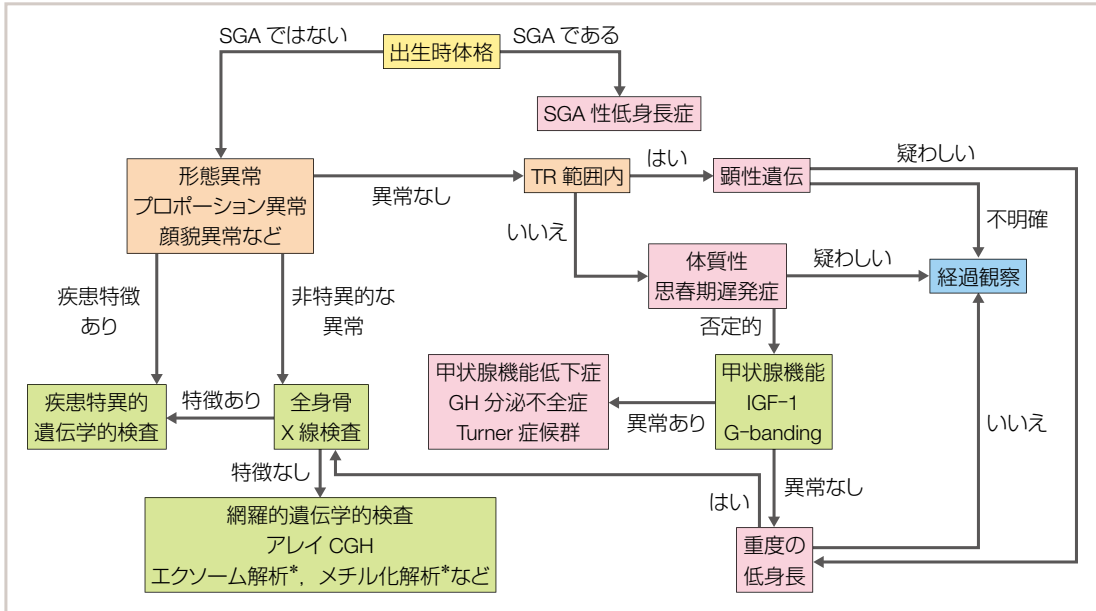 SGA ではない
SGA である
出生時体格
SGA 性低身長症
形態異常
プロポーション異常
顔貌異常など
異常なし
TR 範囲内
はい
顕性遺伝
疑わしい
不明確
いいえ
体質性
思春期遅発症
疑わしい
経過観察
疾患特徴
あり
非特異的な
異常
否定的
疾患特異的
遺伝学的検査
特徴あり
全身骨
X 線検査
甲状腺機能低下症
GH 分泌不全症
Turner 症候群
異常あり
甲状腺機能
IGF-1
G-banding
いいえ
特徴なし
はい
異常なし
網羅的遺伝学的検査
アレイ CGH
エクソーム解析*，メチル化解析*など
重度の
低身長